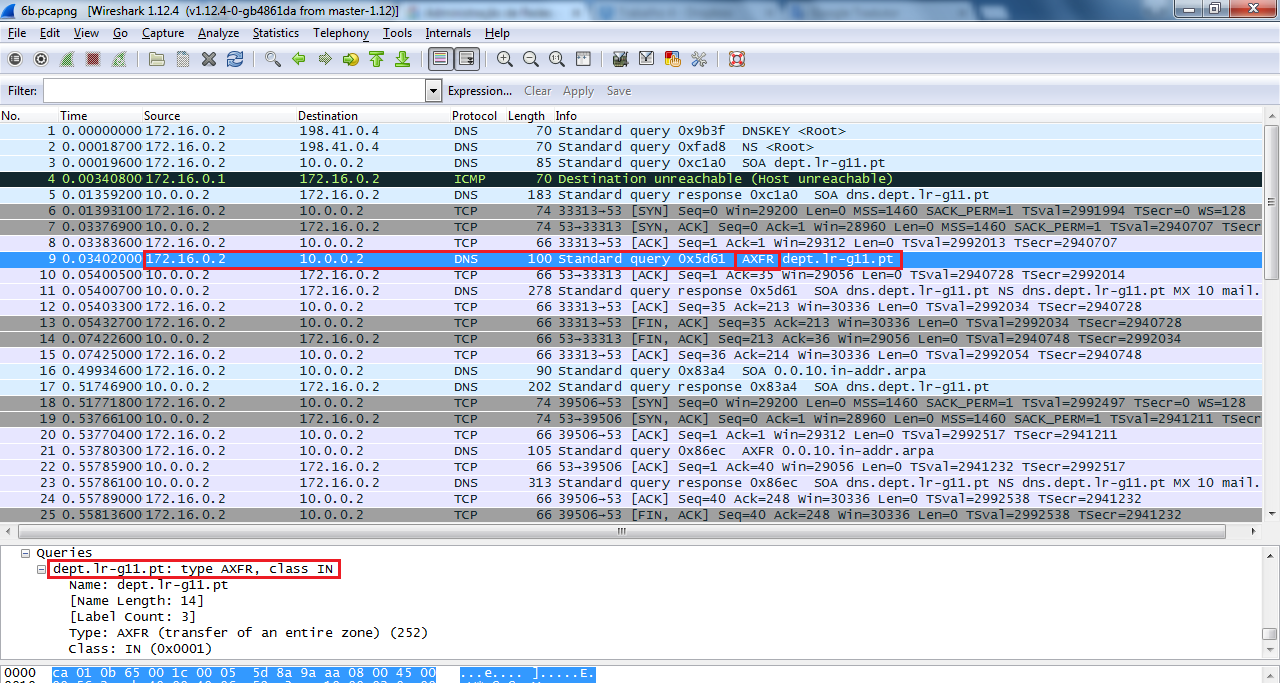 6b.pcapng [Wireshark 1.12.4 (v1.12.4-0-gb4861da from master-1.12)]
File Edit View Go Capture Analyze Statistics Telephony Tools Internals Help
Filter: Expression... Clear Apply Save
No. Time Source Destination Protocol Length Info
1 0.00000000 172.16.0.2 198.41.0.4 DNS 70 Standard query 0x9b3f DNSKEY <Root>
2 0.00018700 172.16.0.2 198.41.0.4 DNS 70 Standard query 0xfad8 NS <Root>
3 0.00019600 172.16.0.2 10.0.0.2 DNS 85 Standard query 0xc1a0 SOA dept.lr-g11.pt
4 0.00340800 172.16.0.1 172.16.0.2 ICMP 70 Destination unreachable (Host unreachable)
5 0.01359200 10.0.0.2 172.16.0.2 DNS 183 Standard query response 0xc1a0 SOA dns.dept.lr-g11.pt
6 0.01393100 172.16.0.2 10.0.0.2 TCP 74 33313→53 [SYN] Seq=0 Win=29200 Len=0 MSS=1460 SACK_PERM=1 TSval=2991994 TSecr=0 WS=128
7 0.03376900 10.0.0.2 172.16.0.2 TCP 74 53→33313 [SYN, ACK] Seq=0 Ack=1 Win=28960 Len=0 MSS=1460 SACK_PERM=1 TSval=2940707 TSecr
8 0.03383600 172.16.0.2 10.0.0.2 TCP 66 33313→53 [ACK] Seq=1 Ack=1 Win=29312 Len=0 TSval=2992013 TSecr=2940707
9 0.03402000 172.16.0.2 10.0.0.2 DNS 100 Standard query 0x5d61 AXFR dept.lr-g11.pt
10 0.05400500 10.0.0.2 172.16.0.2 TCP 66 53→33313 [ACK] Seq=1 Ack=35 Win=29056 Len=0 TSval=2940728 TSecr=2992014
11 0.05400700 10.0.0.2 172.16.0.2 DNS 278 Standard query response 0x5d61 SOA dns.dept.lr-g11.pt NS dns.dept.lr-g11.pt MX 10 mail.
12 0.05403300 172.16.0.2 10.0.0.2 TCP 66 33313→53 [ACK] Seq=35 Ack=213 Win=30336 Len=0 TSval=2992034 TSecr=2940728
13 0.05432700 172.16.0.2 10.0.0.2 TCP 66 33313→53 [FIN, ACK] Seq=35 Ack=213 Win=30336 Len=0 TSval=2992034 TSecr=2940728
14 0.07422600 10.0.0.2 172.16.0.2 TCP 66 53→33313 [FIN, ACK] Seq=213 Ack=36 Win=29056 Len=0 TSval=2940748 TSecr=2992034
15 0.07425000 172.16.0.2 10.0.0.2 TCP 66 33313→53 [ACK] Seq=36 Ack=214 Win=30336 Len=0 TSval=2992054 TSecr=2940748
16 0.49934600 172.16.0.2 10.0.0.2 DNS 90 Standard query 0x83a4 SOA 0.0.10.in-addr.arpa
17 0.51746900 10.0.0.2 172.16.0.2 DNS 202 Standard query response 0x83a4 SOA dns.dept.lr-g11.pt
18 0.51771800 172.16.0.2 10.0.0.2 TCP 74 39506→53 [SYN] Seq=0 Win=29200 Len=0 MSS=1460 SACK_PERM=1 TSval=2992497 TSecr=0 WS=128
19 0.53766100 10.0.0.2 172.16.0.2 TCP 74 53→39506 [SYN, ACK] Seq=0 Ack=1 Win=28960 Len=0 MSS=1460 SACK_PERM=1 TSval=2941211 TSecr
20 0.53770400 172.16.0.2 10.0.0.2 TCP 66 39506→53 [ACK] Seq=1 Ack=1 Win=29312 Len=0 TSval=2992517 TSecr=2941211
21 0.53780300 172.16.0.2 10.0.0.2 DNS 105 Standard query 0x86ec AXFR 0.0.10.in-addr.arpa
22 0.55785900 10.0.0.2 172.16.0.2 TCP 66 53→39506 [ACK] Seq=1 Ack=40 Win=29056 Len=0 TSval=2941232 TSecr=2992517
23 0.55786100 10.0.0.2 172.16.0.2 DNS 313 Standard query response 0x86ec SOA dns.dept.lr-g11.pt NS dns.dept.lr-g11.pt MX 10 mail.
24 0.55789000 172.16.0.2 10.0.0.2 TCP 66 39506→53 [ACK] Seq=40 Ack=248 Win=30336 Len=0 TSval=2992538 TSecr=2941232
25 0.55813600 172.16.0.2 10.0.0.2 TCP 66 39506→53 [FIN, ACK] Seq=40 Ack=248 Win=30336 Len=0 TSval=2992538 TSecr=2941232
Queries
dept.lr-g11.pt: type AXFR, class IN
Name: dept.lr-g11.pt
[Name Length: 14]
[Label Count: 3]
Type: AXFR (transfer of an entire zone) (252)
Class: IN (0x0001)
0000 ca 01 0b 65 00 1c 00 05 5d 8a 9a aa 08 00 45 00 ...e.... ].....E.